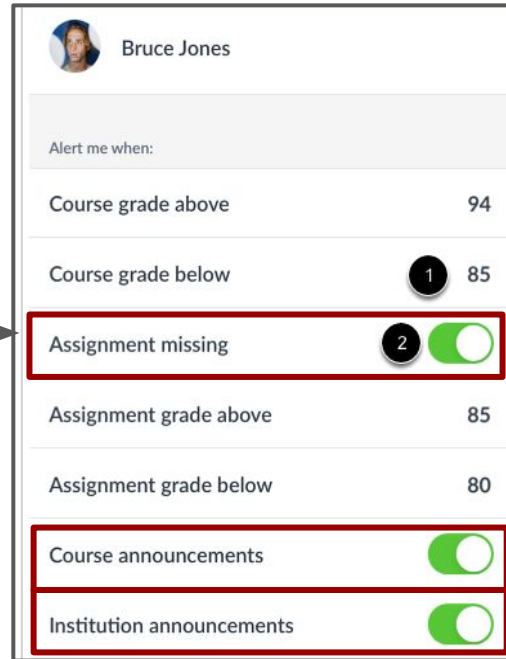 Bruce Jones
Alert me when:
Course grade above 94
Course grade below 1 85
Assignment missing 2
Assignment grade above 85
Assignment grade below 80
Course announcements
Institution announcements